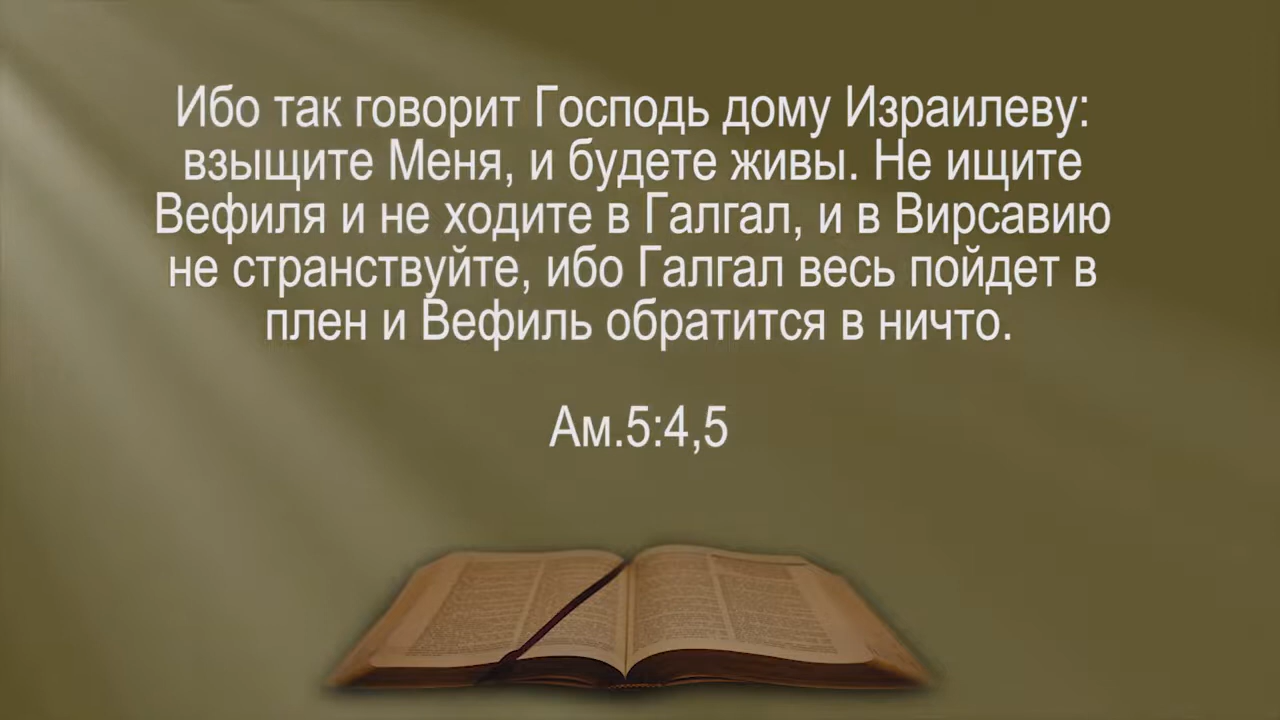 Ибо так говорит Господь дому Израилеву:
взыщите Меня, и будете живы. Не ищите
Вефиля и не ходите в Галгал, и в Вирсавию
не странствуйте, ибо Галгал весь пойдет в
плен и Вефиль обратится в ничто.
Ам.5:4,5